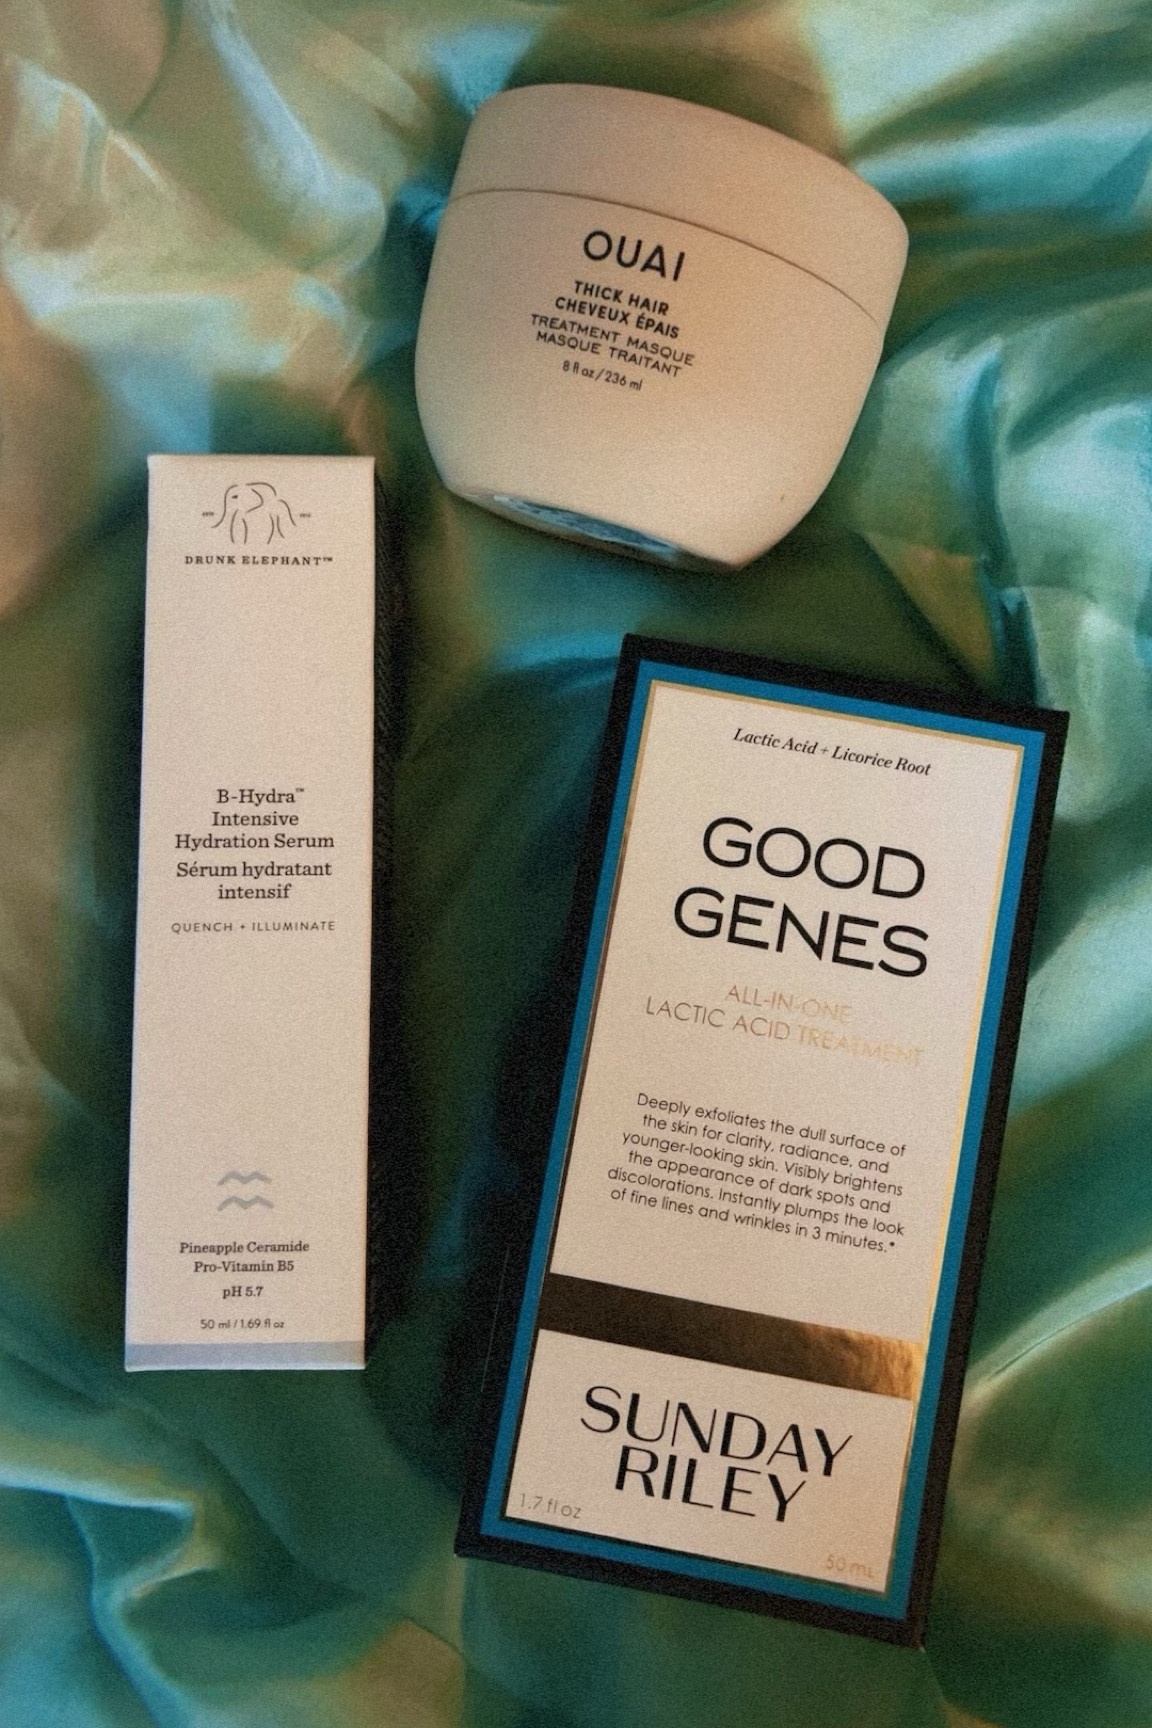 OUAI
THICK HAIR
CHEVEUX ÉPAIS
TREATMENT MASQUE
MASQUE TRAITANT
8 fl oz / 236 ml
DRUNK ELEPHANT™
B-Hydra™
Intensive
Hydration Serum
Sérum hydratant
intensif
QUENCH + ILLUMINATE
Pineapple Ceramide
Pro-Vitamin B5
pH 5.7
50 ml / 1.69 fl oz
Lactic Acid + Licorice Root
GOOD
GENES
ALL-IN-ONE
LACTIC ACID TREATMENT
Deeply exfoliates the dull surface of
the skin for clarity, radiance, and
younger-looking skin. Visibly brightens
the appearance of dark spots and
discolorations. Instantly plumps the look
of fine lines and wrinkles in 3 minutes.*
SUNDAY
RILEY
1.7 fl oz
50 mL